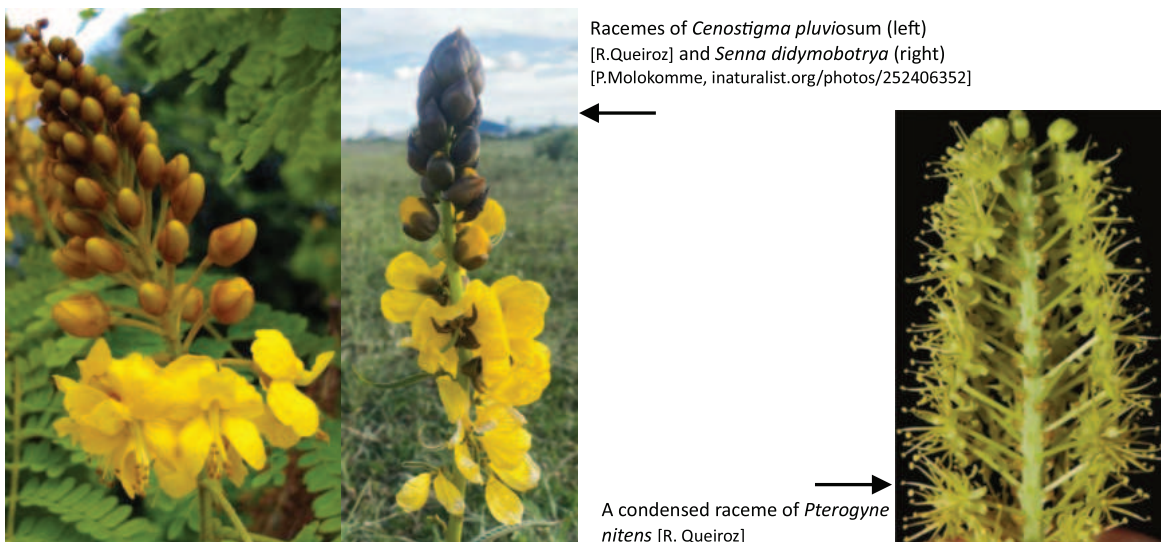 Racemes of Cenostigma pluviosum (left)
[R.Queiroz] and Senna didymobotrya (right)
[P.Molokomme, inaturalist.org/photos/252406352]
A condensed raceme of Pterogyne
nitens [R. Queiroz]